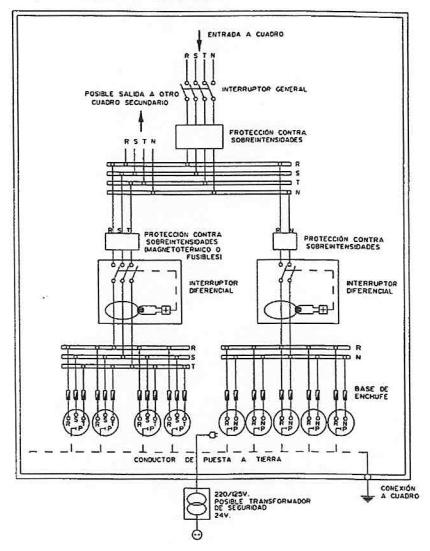 ENTRADA A CUADRO
R S T N
POSIBLE SALIDA A OTRO
CUADRO SECUNDARIO
INTERRUPTOR GENERAL
PROTECCIÓN CONTRA
SOBREINTENSIDADES
R S T N
R
S
T
N
R S T
R N
PROTECCIÓN CONTRA
SOBREINTENSIDADES
(MAGNETOTÉRMICO O
FUSIBLES)
PROTECCIÓN CONTRA
SOBREINTENSIDADES
INTERRUPTOR
DIFERENCIAL
INTERRUPTOR
DIFERENCIAL
R
S
T
R
N
BASE DE
ENCHUFE
CONDUCTOR DE PUESTA A TIERRA
CONEXIÓN
A CUADRO
220/125V.
POSIBLE TRANSFORMADOR
DE SEGURIDAD
24V.